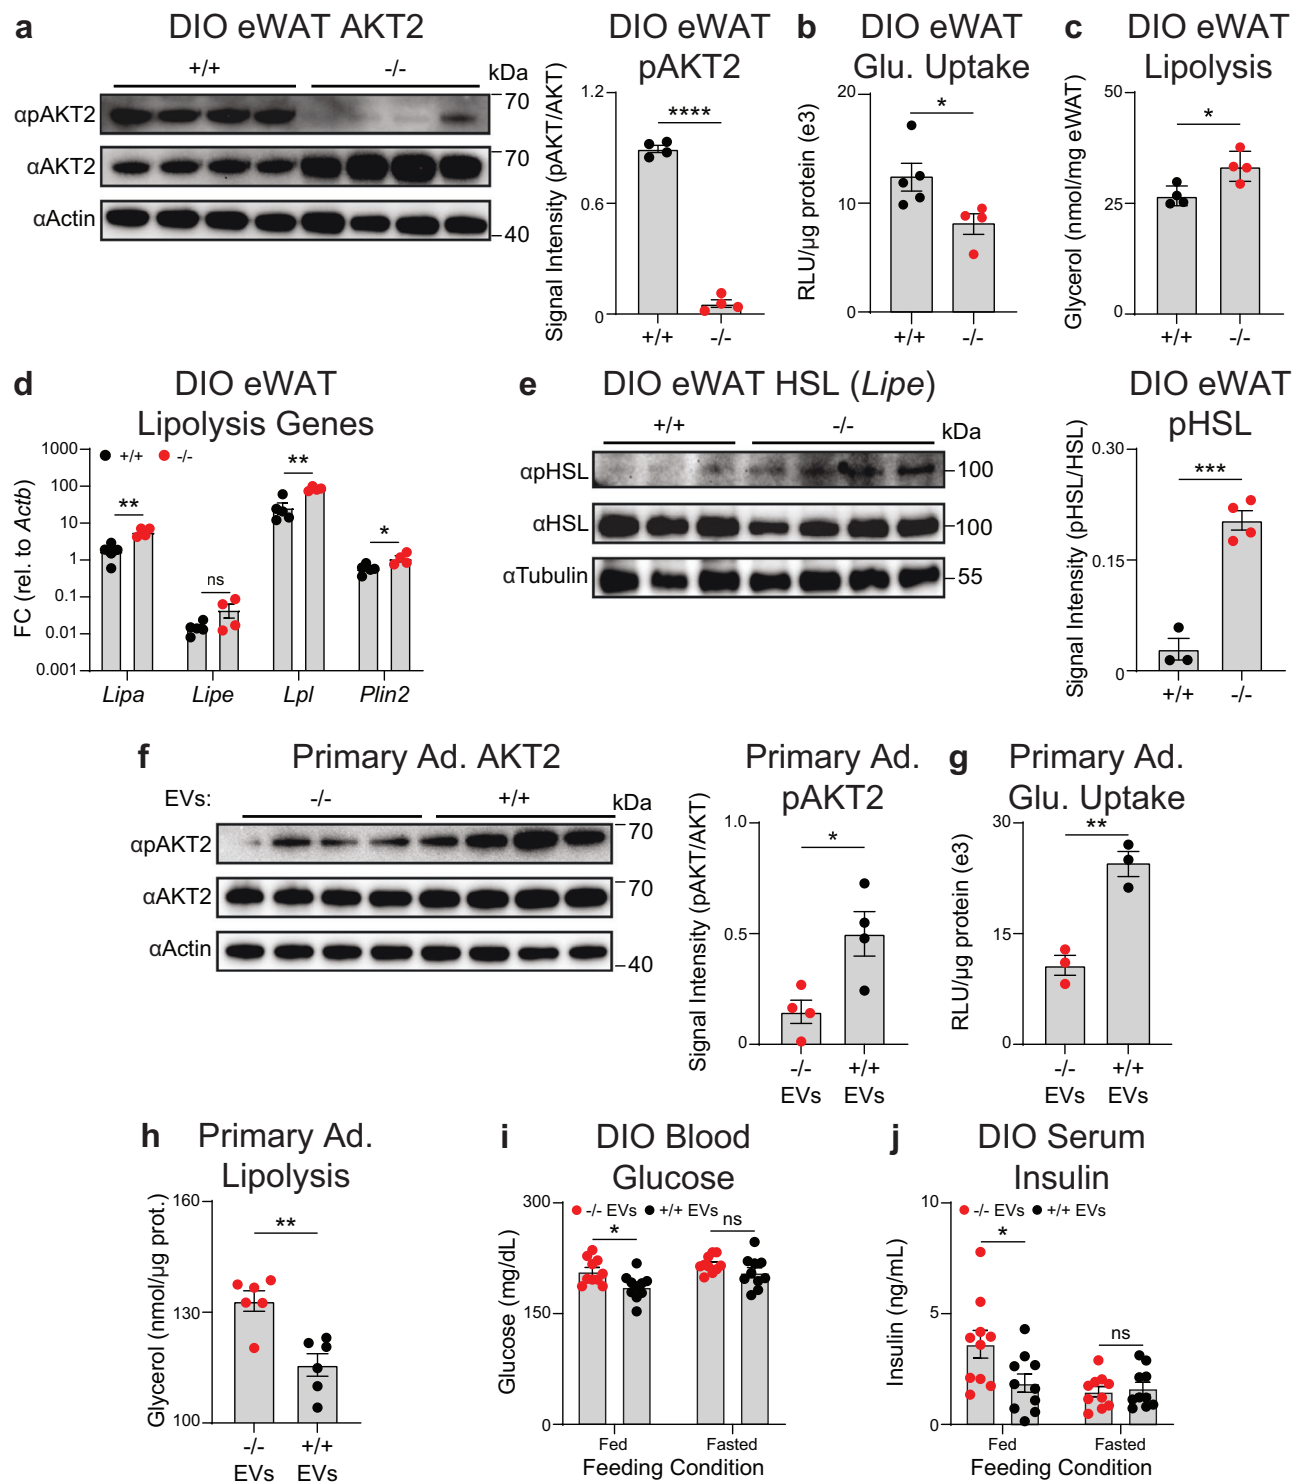 a DIO eWAT AKT2
+/+ -/- kDa
αpAKT2 70
αAKT2 70
αActin 40
DIO eWAT
pAKT2
Signal Intensity (pAKT/AKT)
1.2
0.6
0
****
+/+ -/-
b DIO eWAT
Glu. Uptake
RLU/µg protein (e3)
20
10
0
*
+/+ -/-
c DIO eWAT
Lipolysis
Glycerol (nmol/mg eWAT)
50
25
0
*
+/+ -/-
d DIO eWAT
Lipolysis Genes
FC (rel. to Actb)
+/+ -/-
1000
100
10
1
0.1
0.01
0.001
** ns ** *
Lipa Lipe Lpl Plin2
e DIO eWAT HSL (Lipe)
+/+ -/- kDa
αpHSL 100
αHSL 100
αTubulin 55
DIO eWAT
pHSL
Signal Intensity (pHSL/HSL)
0.30
0.15
0
***
+/+ -/-
f Primary Ad. AKT2
EVs: -/- +/+ kDa
αpAKT2 70
αAKT2 70
αActin 40
Primary Ad.
pAKT2
Signal Intensity (pAKT/AKT)
1.0
0.5
0
*
-/- +/+
EVs EVs
g Primary Ad.
Glu. Uptake
RLU/µg protein (e3)
30
15
0
**
-/- +/+
EVs EVs
h Primary Ad.
Lipolysis
Glycerol (nmol/µg prot.)
160
130
100
**
-/- +/+
EVs EVs
i DIO Blood
Glucose
Glucose (mg/dL)
-/- EVs +/+ EVs
300
150
0
* ns
Fed Fasted
Feeding Condition
j DIO Serum
Insulin
Insulin (ng/mL)
-/- EVs +/+ EVs
10
5
0
* ns
Fed Fasted
Feeding Condition